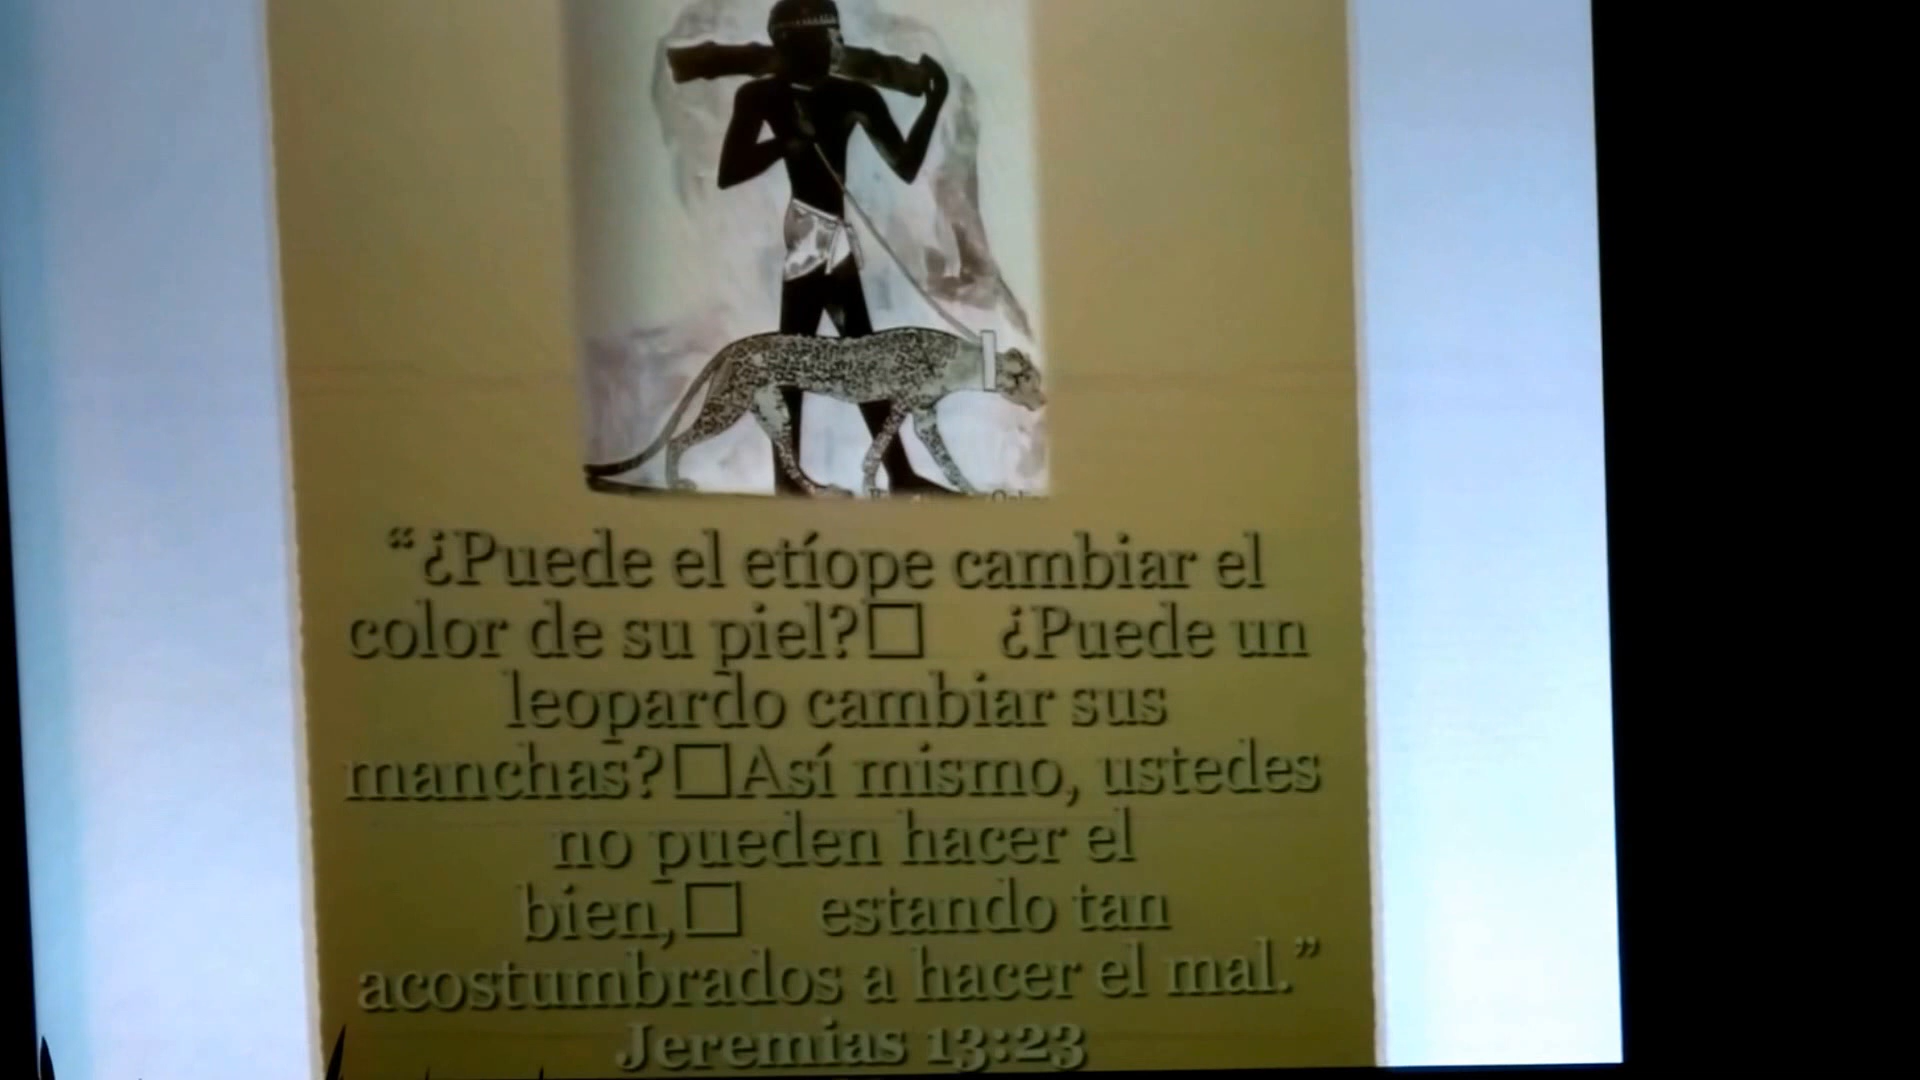 “¿Puede el etíope cambiar el
color de su piel?□ ¿Puede un
leopardo cambiar sus
manchas?□Así mismo, ustedes
no pueden hacer el
bien,□ estando tan
acostumbrados a hacer el mal.”
Jeremias 13:23